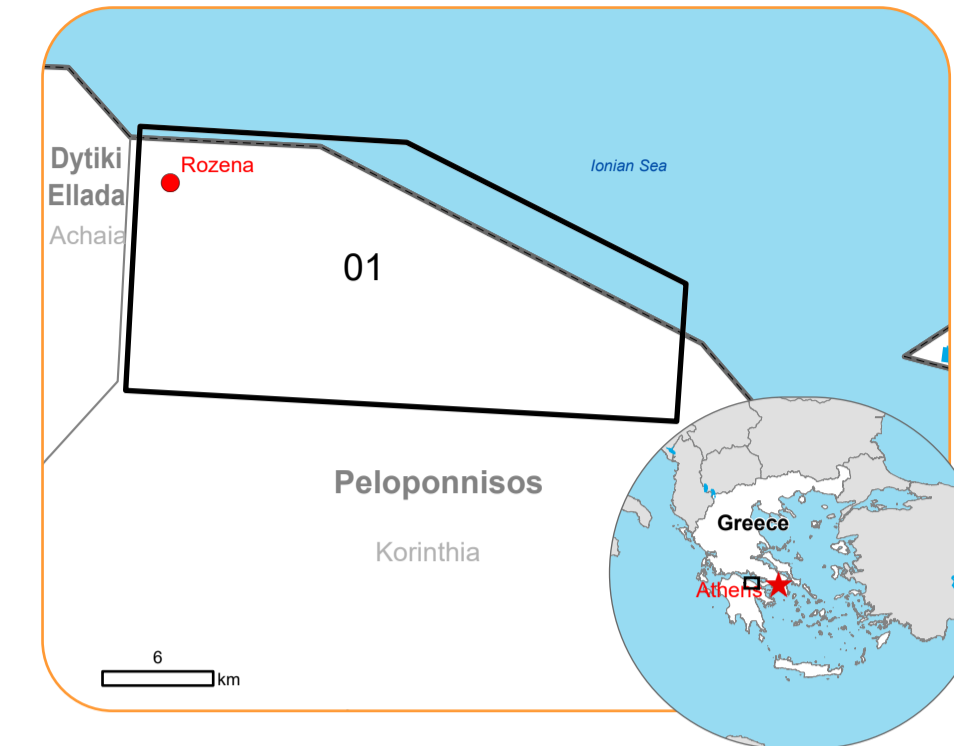 Dytiki
Ellada
Achaia
Rozena
Ionian Sea
01
Peloponnisos
Korinthia
Greece
Athens
6
km